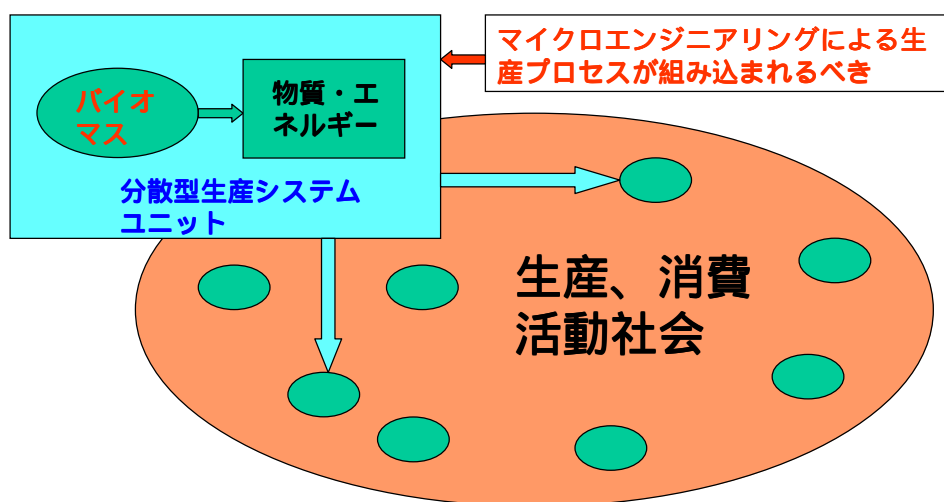 マイクロエンジニアリングによる生
産プロセスが組み込まれるべき
バイオ
マス
物質・エ
ネルギー
分散型生産システム
ユニット
生産、消費
活動社会